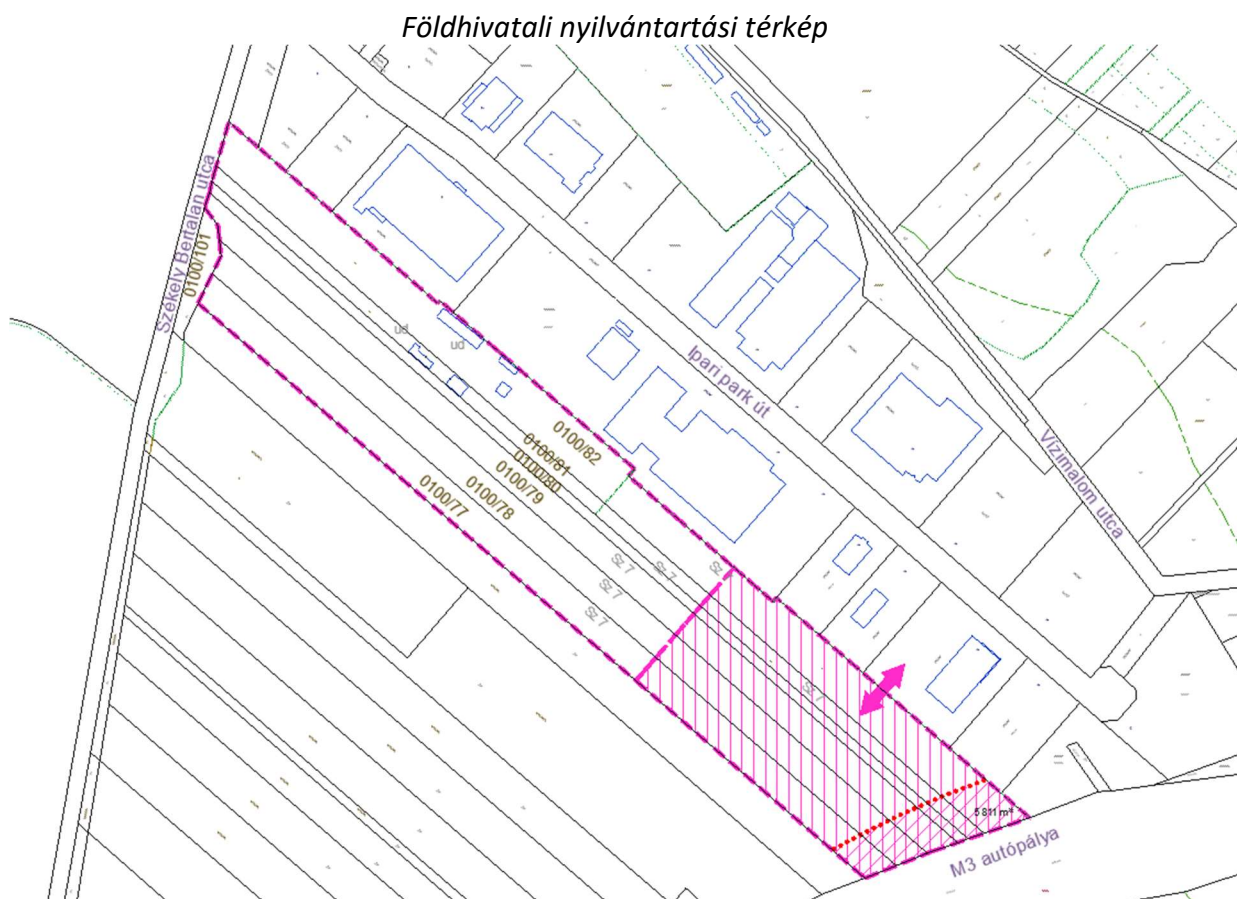 Földhivatali nyilvántartási térkép
Székely Bertalan utca
0100/101
ud
ud
Ipari park út
Vízimalom utca
0100/82
0100/81
0100/80
0100/79
0100/78
0100/77
Sz
Sz.7
Sz.7
Sz.7
Sz.7
Sz.7
5 811 m²
M3 autópálya